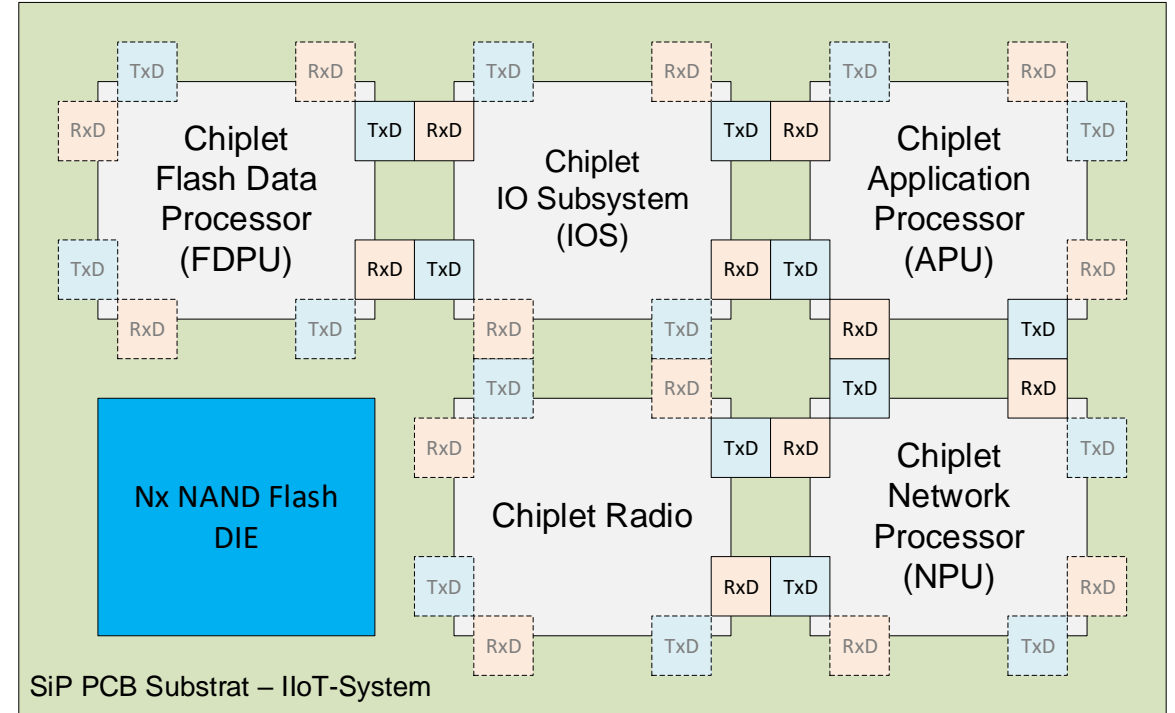 TxD
RxD
TxD
RxD
TxD
RxD
RxD
TxD
RxD
TxD
RxD
TxD
Chiplet
Flash Data
Processor
(FDPU)
Chiplet
IO Subsystem
(IOS)
Chiplet
Application
Processor
(APU)
TxD
RxD
TxD
RxD
TxD
RxD
RxD
TxD
RxD
TxD
RxD
TxD
TxD
RxD
TxD
RxD
RxD
TxD
RxD
TxD
Nx NAND Flash
DIE
Chiplet Radio
Chiplet
Network
Processor
(NPU)
TxD
RxD
TxD
RxD
RxD
TxD
RxD
TxD
SiP PCB Substrat – IIoT-System